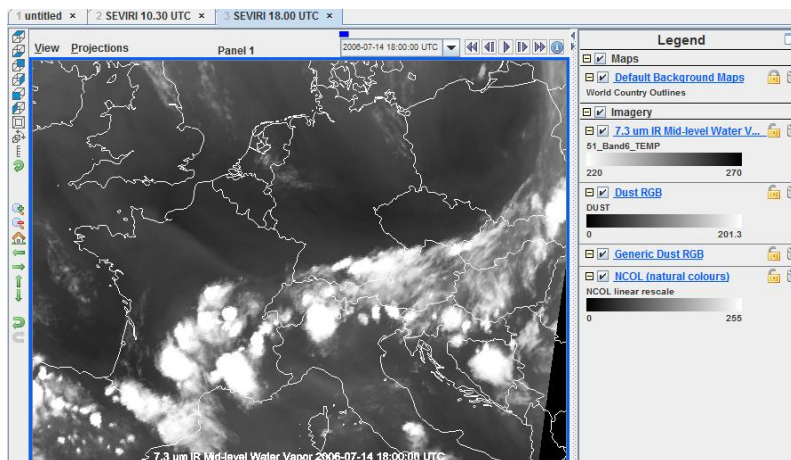 1 untitled × 2 SEVIRI 10.30 UTC × 3 SEVIRI 18.00 UTC ×
View Projections Panel 1 2006-07-14 18:00:00 UTC
Legend
Maps
Default Background Maps
World Country Outlines
Imagery
7.3 um IR Mid-level Water V...
51_Band6_TEMP
220 270
Dust RGB
DUST
0 201.3
Generic Dust RGB
NCOL (natural colours)
NCOL linear rescale
0 255
7.3 um IR Mid-level Water Vapor 2006-07-14 18:00:00 UTC